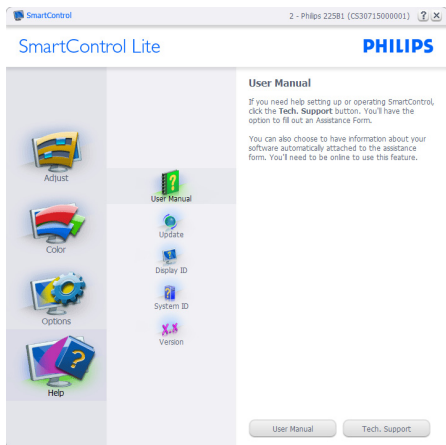 SmartControl
2 - Philips 225B1 (CS30715000001)
? X
SmartControl Lite
PHILIPS
User Manual
If you need help setting up or operating SmartControl,
click the Tech. Support button. You'll have the
option to fill out an Assistance Form.
You can also choose to have information about your
software automatically attached to the assistance
form. You'll need to be online to use this feature.
Adjust
Color
Options
?
Help
?
User Manual
Update
?
Display ID
?
System ID
X.X
Version
User Manual
Tech. Support